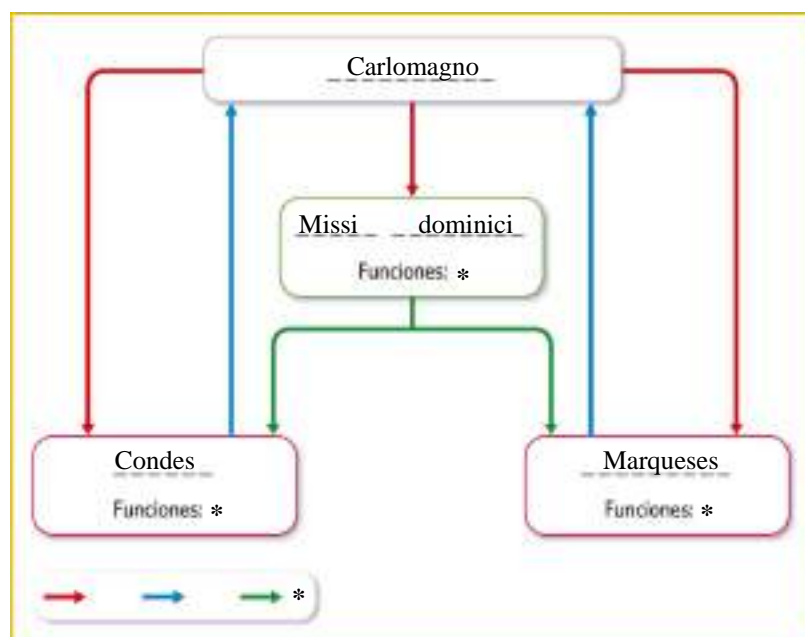 Carlomagno
Missi dominici
Funciones: *
Condes
Funciones: *
Marqueses
Funciones: *
*